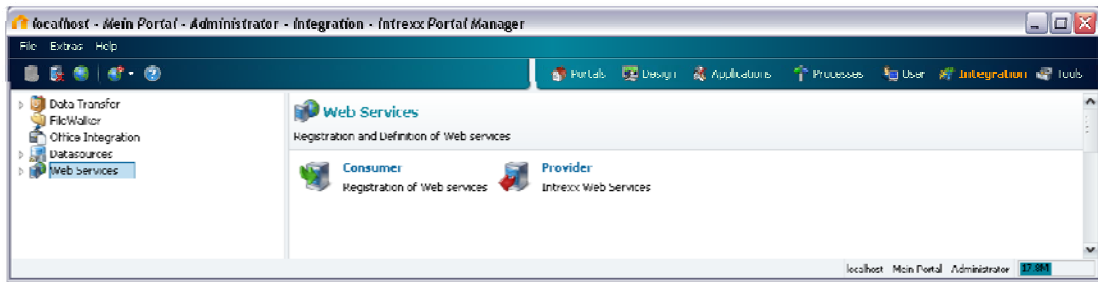 localhost - Mein Portal - Administrator - Integration - Intrexx Portal Manager
File Extras Help
Portals Design Applications Processes User Integration Tools
Data Transfer
FileWalker
Office Integration
Datasources
Web Services
Web Services
Registration and Definition of Web services
Consumer
Registration of Web services
Provider
Intrexx Web Services
localhost Mein Portal Administrator 17.8M